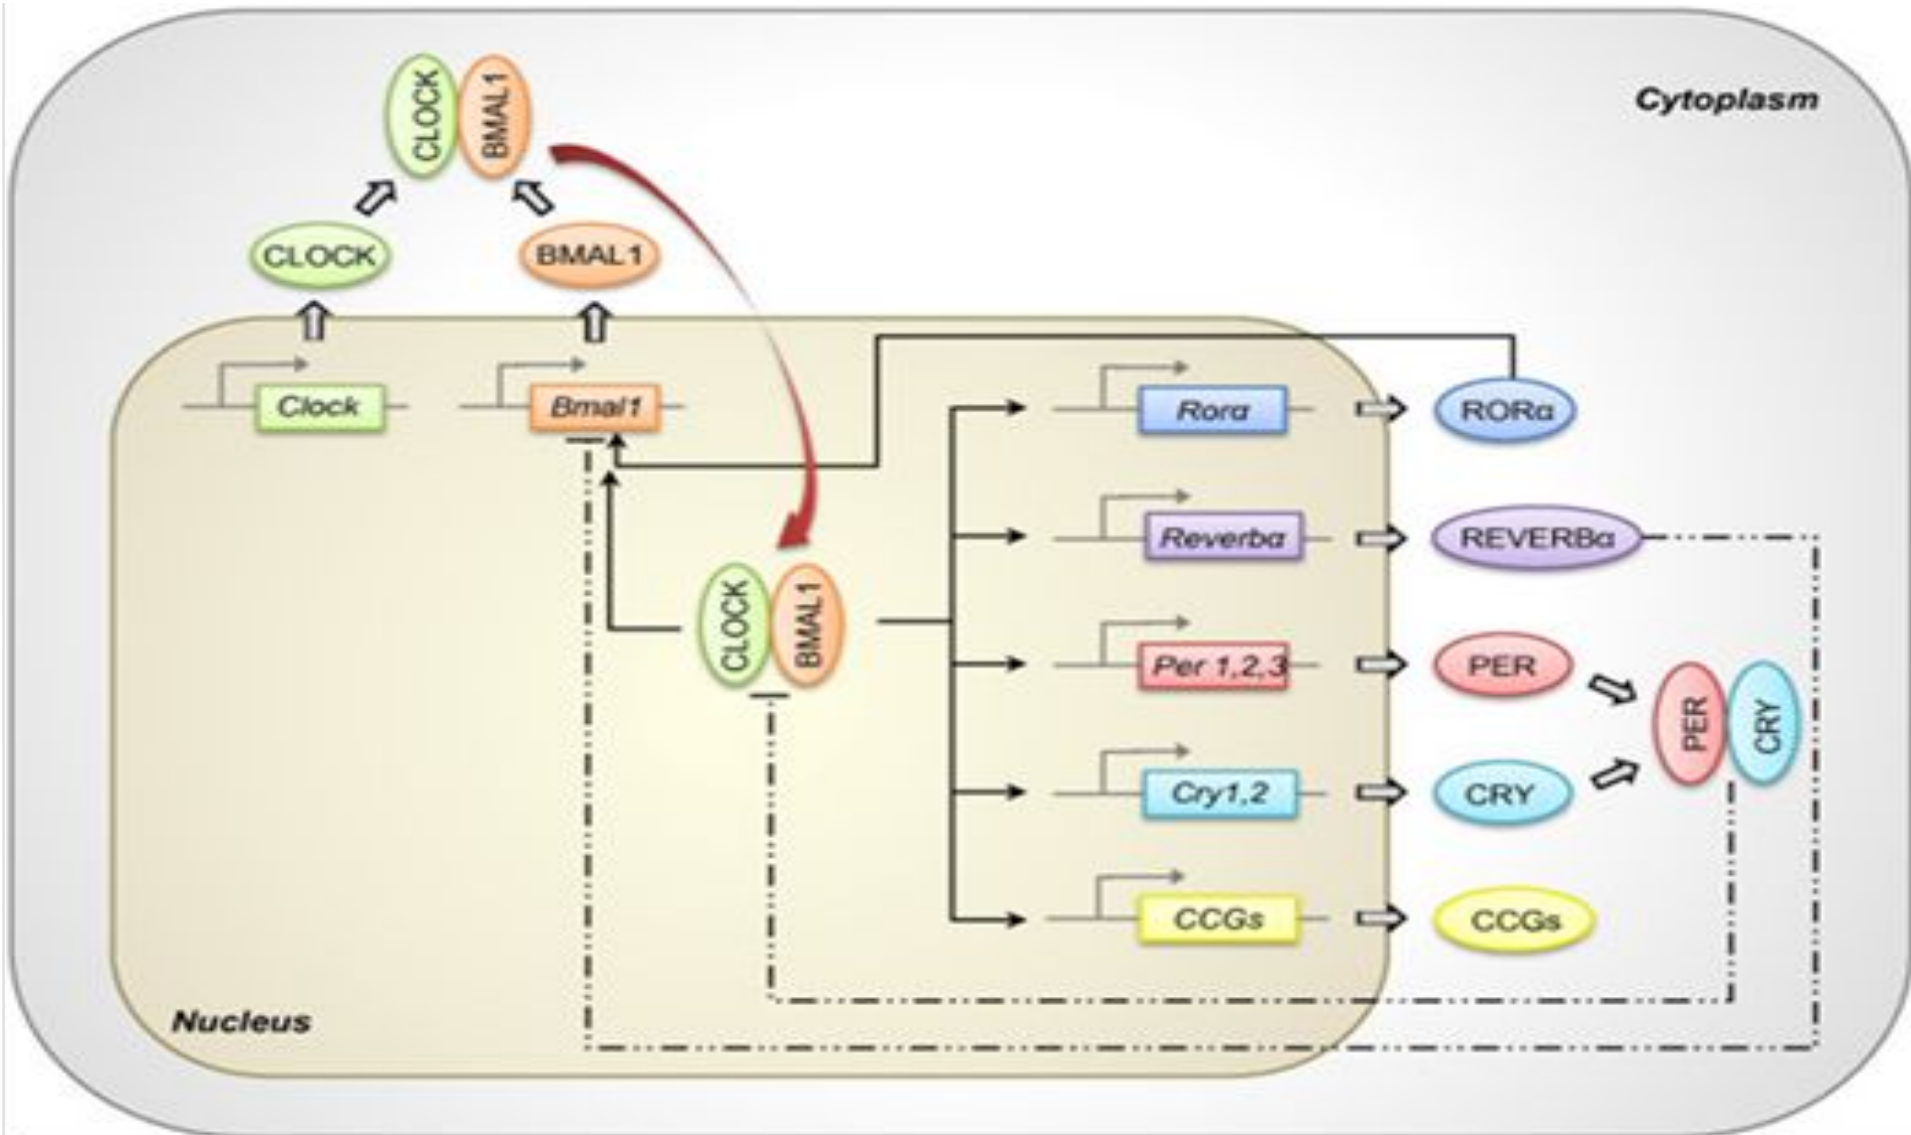 Cytoplasm
CLOCK
BMAL1
CLOCK
BMAL1
Clock
Bmal1
Rorα
RORα
Reverbα
REVERBα
CLOCK
BMAL1
Per 1,2,3
PER
PER
CRY
Cry1,2
CRY
CCGs
CCGs
Nucleus